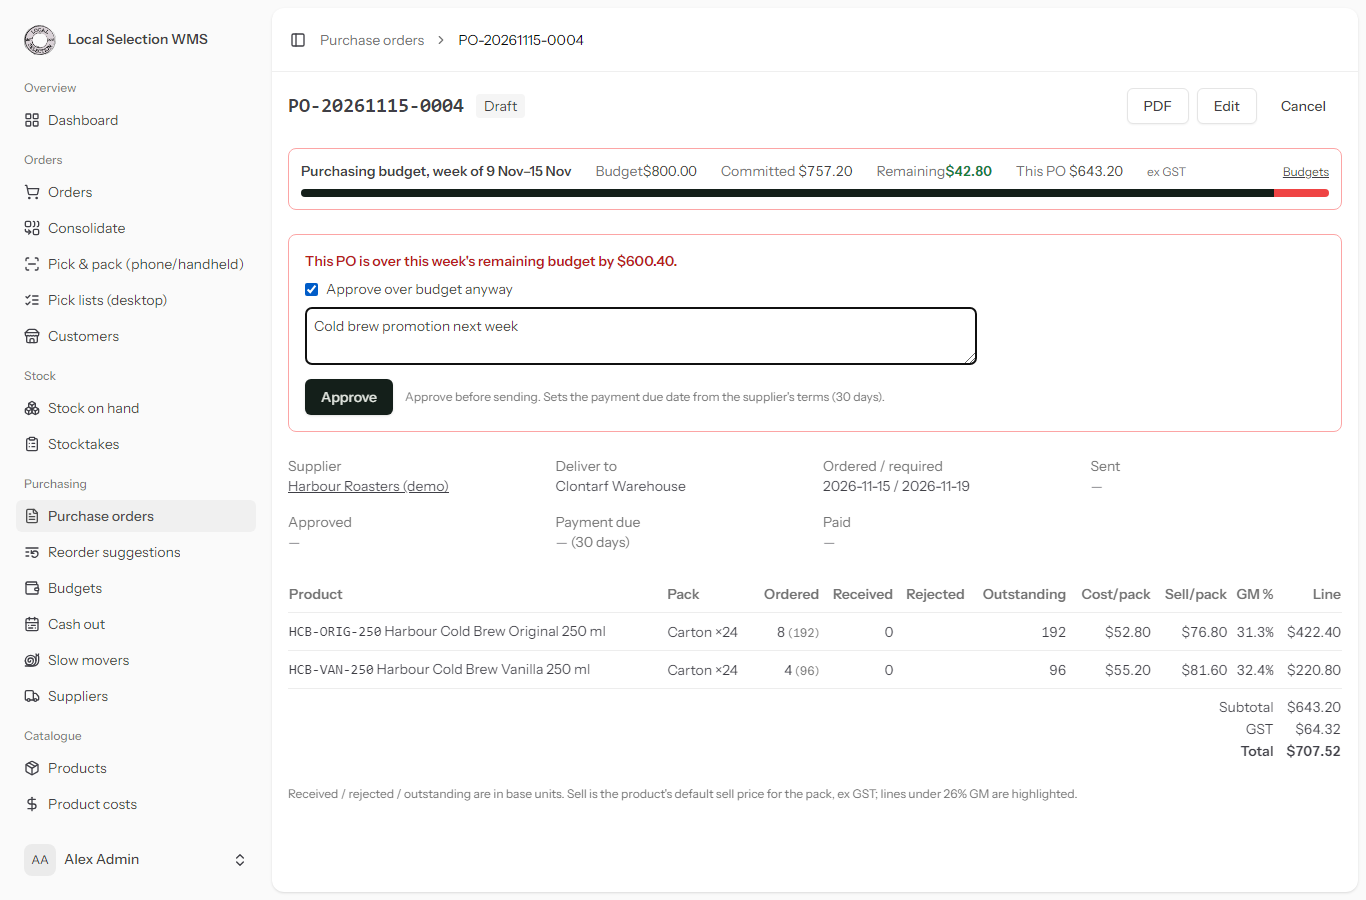 Local Selection WMS
Overview
Dashboard
Orders
Orders
Consolidate
Pick & pack (phone/handheld)
Pick lists (desktop)
Customers
Stock
Stock on hand
Stocktakes
Purchasing
Purchase orders
Reorder suggestions
Budgets
Cash out
Slow movers
Suppliers
Catalogue
Products
Product costs
AA Alex Admin
Purchase orders > PO-20261115-0004
PO-20261115-0004 Draft PDF Edit Cancel
Purchasing budget, week of 9 Nov–15 Nov Budget$800.00 Committed $757.20 Remaining$42.80 This PO $643.20 ex GST Budgets
This PO is over this week's remaining budget by $600.40.
Approve over budget anyway
Cold brew promotion next week
Approve Approve before sending. Sets the payment due date from the supplier's terms (30 days).
Supplier Deliver to Ordered / required Sent
Harbour Roasters (demo) Clontarf Warehouse 2026-11-15 / 2026-11-19 —
Approved Payment due Paid
— — (30 days) —
Product Pack Ordered Received Rejected Outstanding Cost/pack Sell/pack GM % Line
HCB-ORIG-250 Harbour Cold Brew Original 250 ml Carton ×24 8 (192) 0 192 $52.80 $76.80 31.3% $422.40
HCB-VAN-250 Harbour Cold Brew Vanilla 250 ml Carton ×24 4 (96) 0 96 $55.20 $81.60 32.4% $220.80
Subtotal $643.20
GST $64.32
Total $707.52
Received / rejected / outstanding are in base units. Sell is the product's default sell price for the pack, ex GST; lines under 26% GM are highlighted.